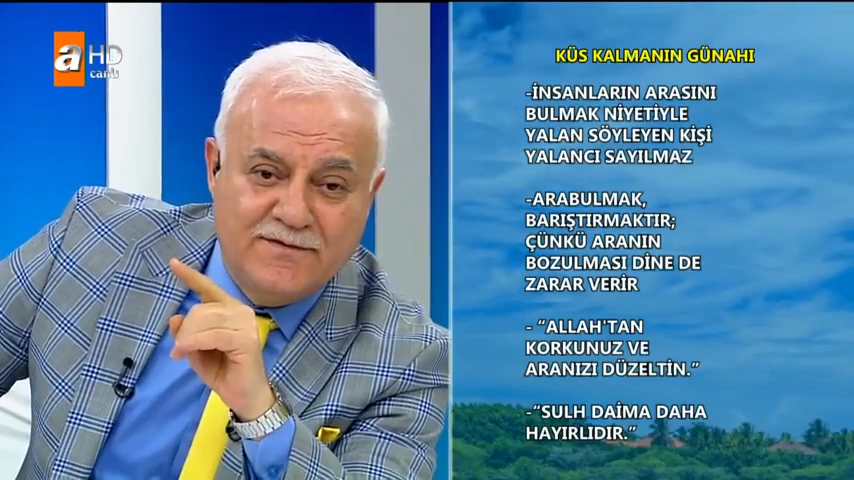 a HD
canlı
KÜS KALMANIN GÜNAHI
-İNSANLARIN ARASINI
BULMAK NİYETİYLE
YALAN SÖYLEYEN KİŞİ
YALANCI SAYILMAZ
-ARABULMAK,
BARIŞTIRMAKTIR;
ÇÜNKÜ ARANIN
BOZULMASI DİNE DE
ZARAR VERİR
- “ALLAH'TAN
KORKUNUZ VE
ARANIZI DÜZELTİN.”
-“SULH DAİMA DAHA
HAYIRLIDIR.”